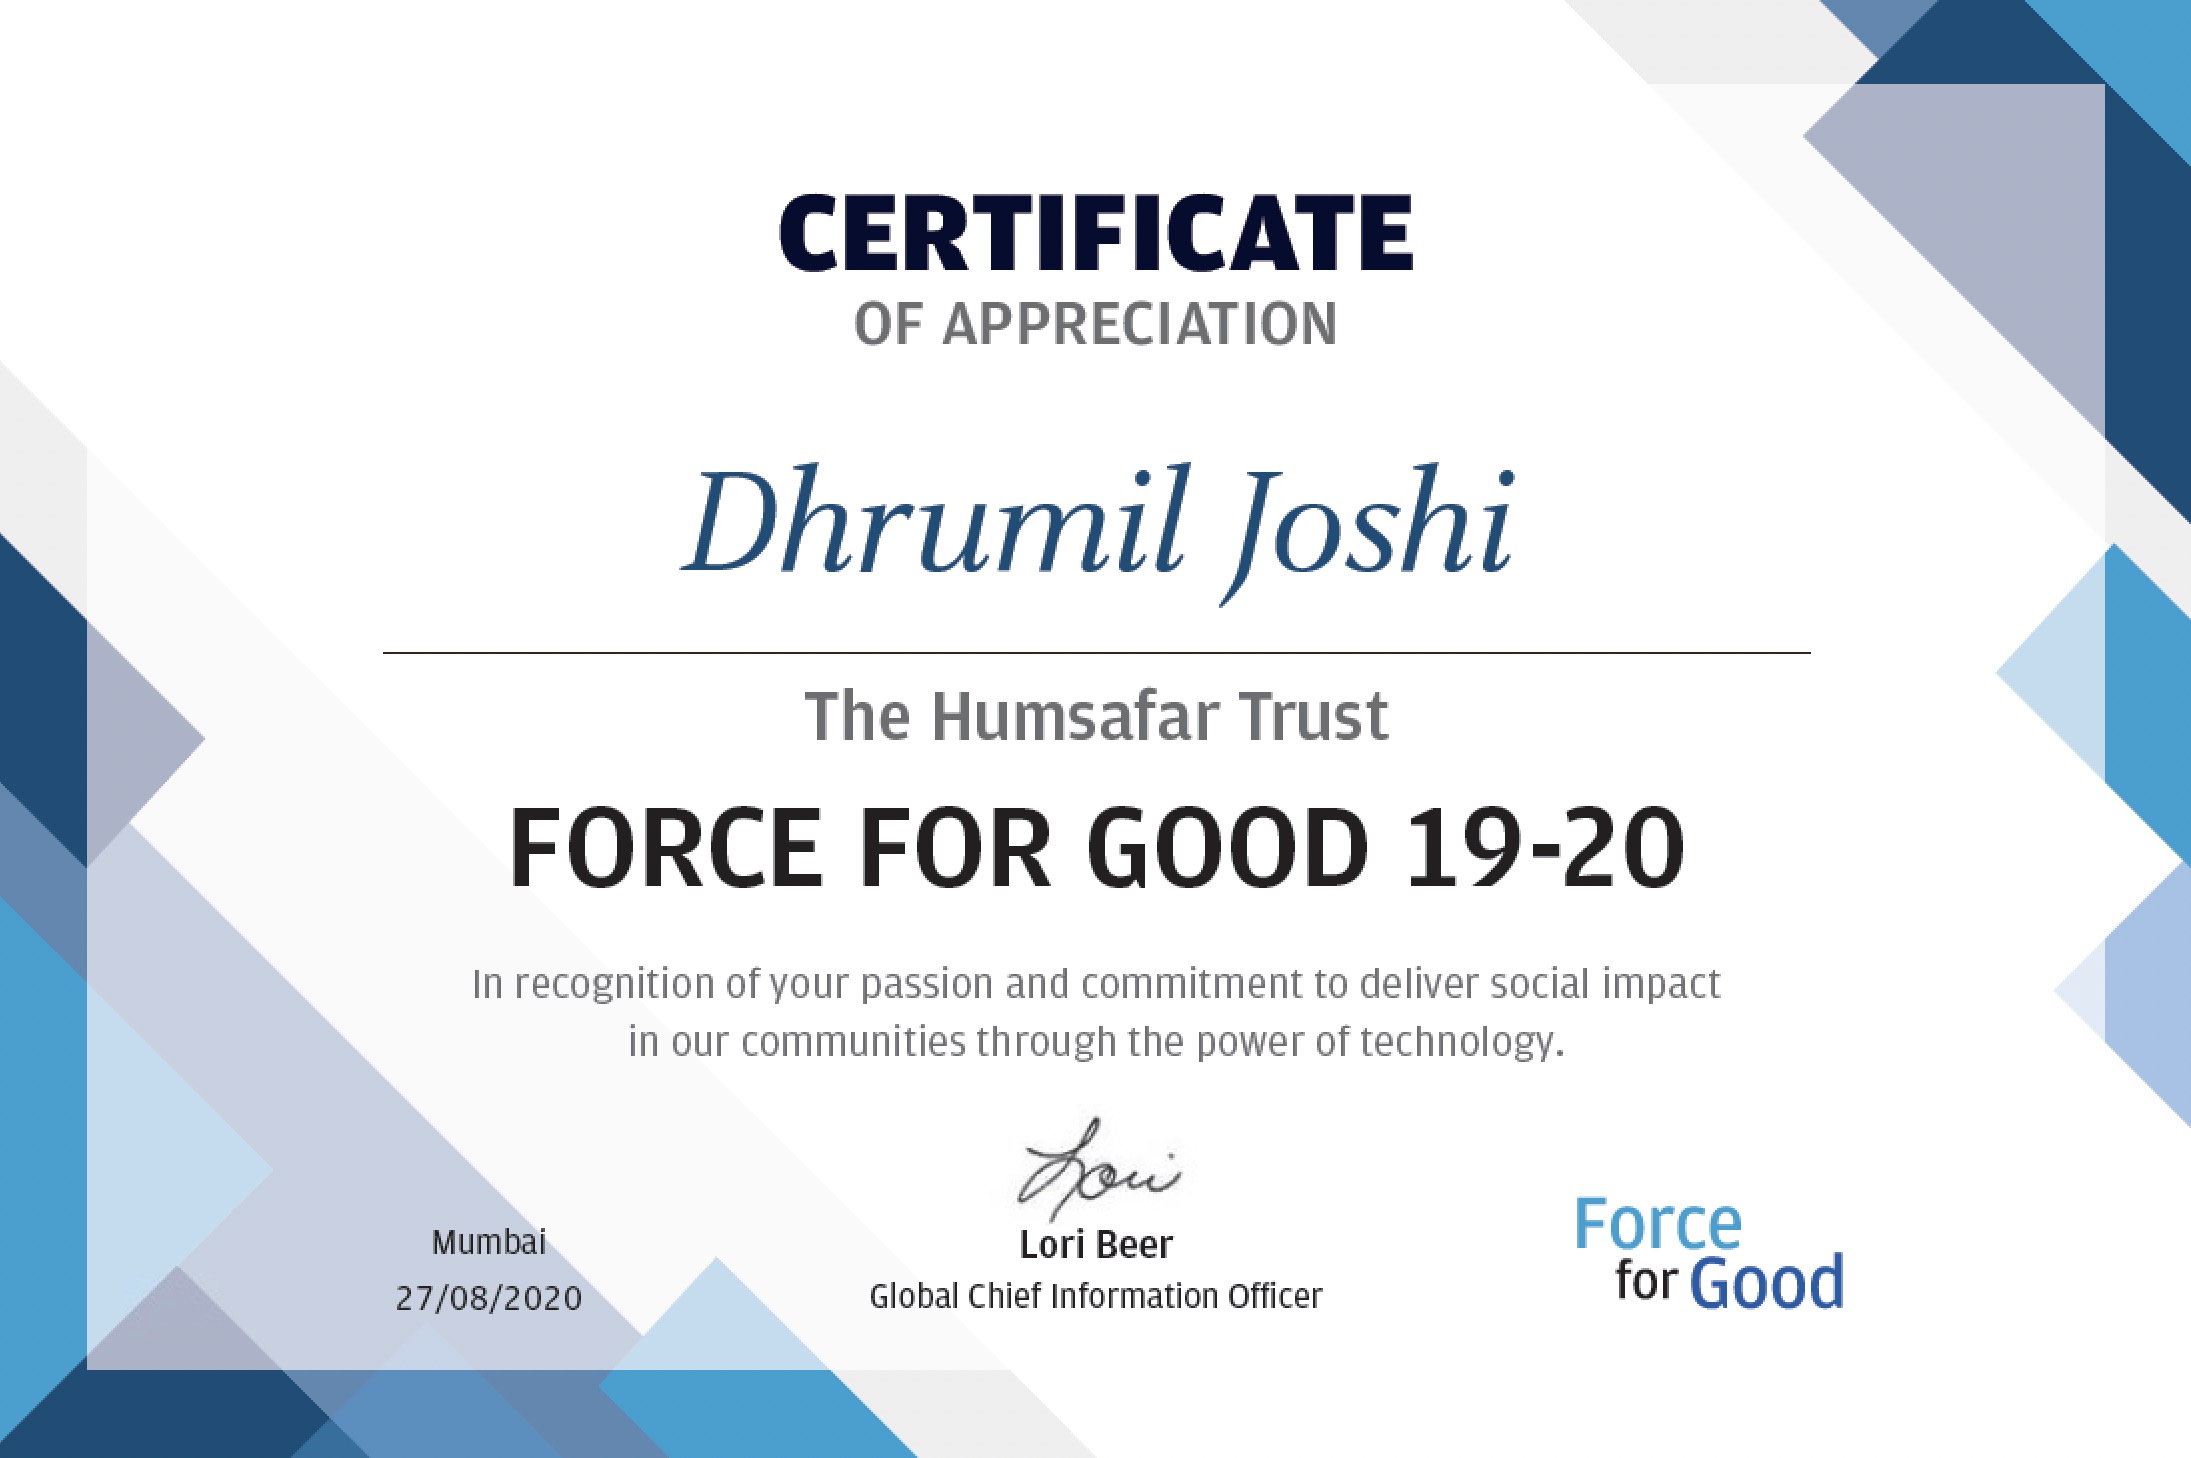 CERTIFICATE
OF APPRECIATION
Dhrumil Joshi
The Humsafar Trust
FORCE FOR GOOD 19-20
In recognition of your passion and commitment to deliver social impact
in our communities through the power of technology.
Lori
Mumbai
27/08/2020
Lori Beer
Global Chief Information Officer
Force
for Good